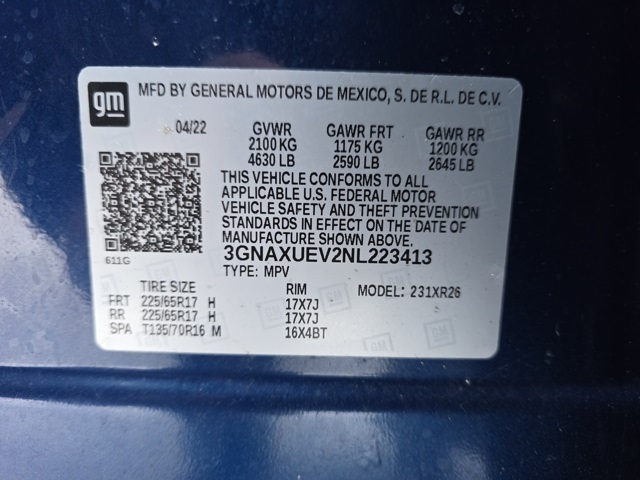 gm
MFD BY GENERAL MOTORS DE MEXICO, S. DE R.L. DE C.V.
04/22 GVWR GAWR FRT GAWR RR
2100 KG 1175 KG 1200 KG
4630 LB 2590 LB 2645 LB
THIS VEHICLE CONFORMS TO ALL
APPLICABLE U.S. FEDERAL MOTOR
VEHICLE SAFETY AND THEFT PREVENTION
STANDARDS IN EFFECT ON THE DATE OF
MANUFACTURE SHOWN ABOVE.
611G
3GNAXUEV2NL223413
TYPE: MPV
TIRE SIZE RIM MODEL: 231XR26
FRT 225/65R17 H 17X7J
RR 225/65R17 H 17X7J
SPA T135/70R16 M 16X4BT